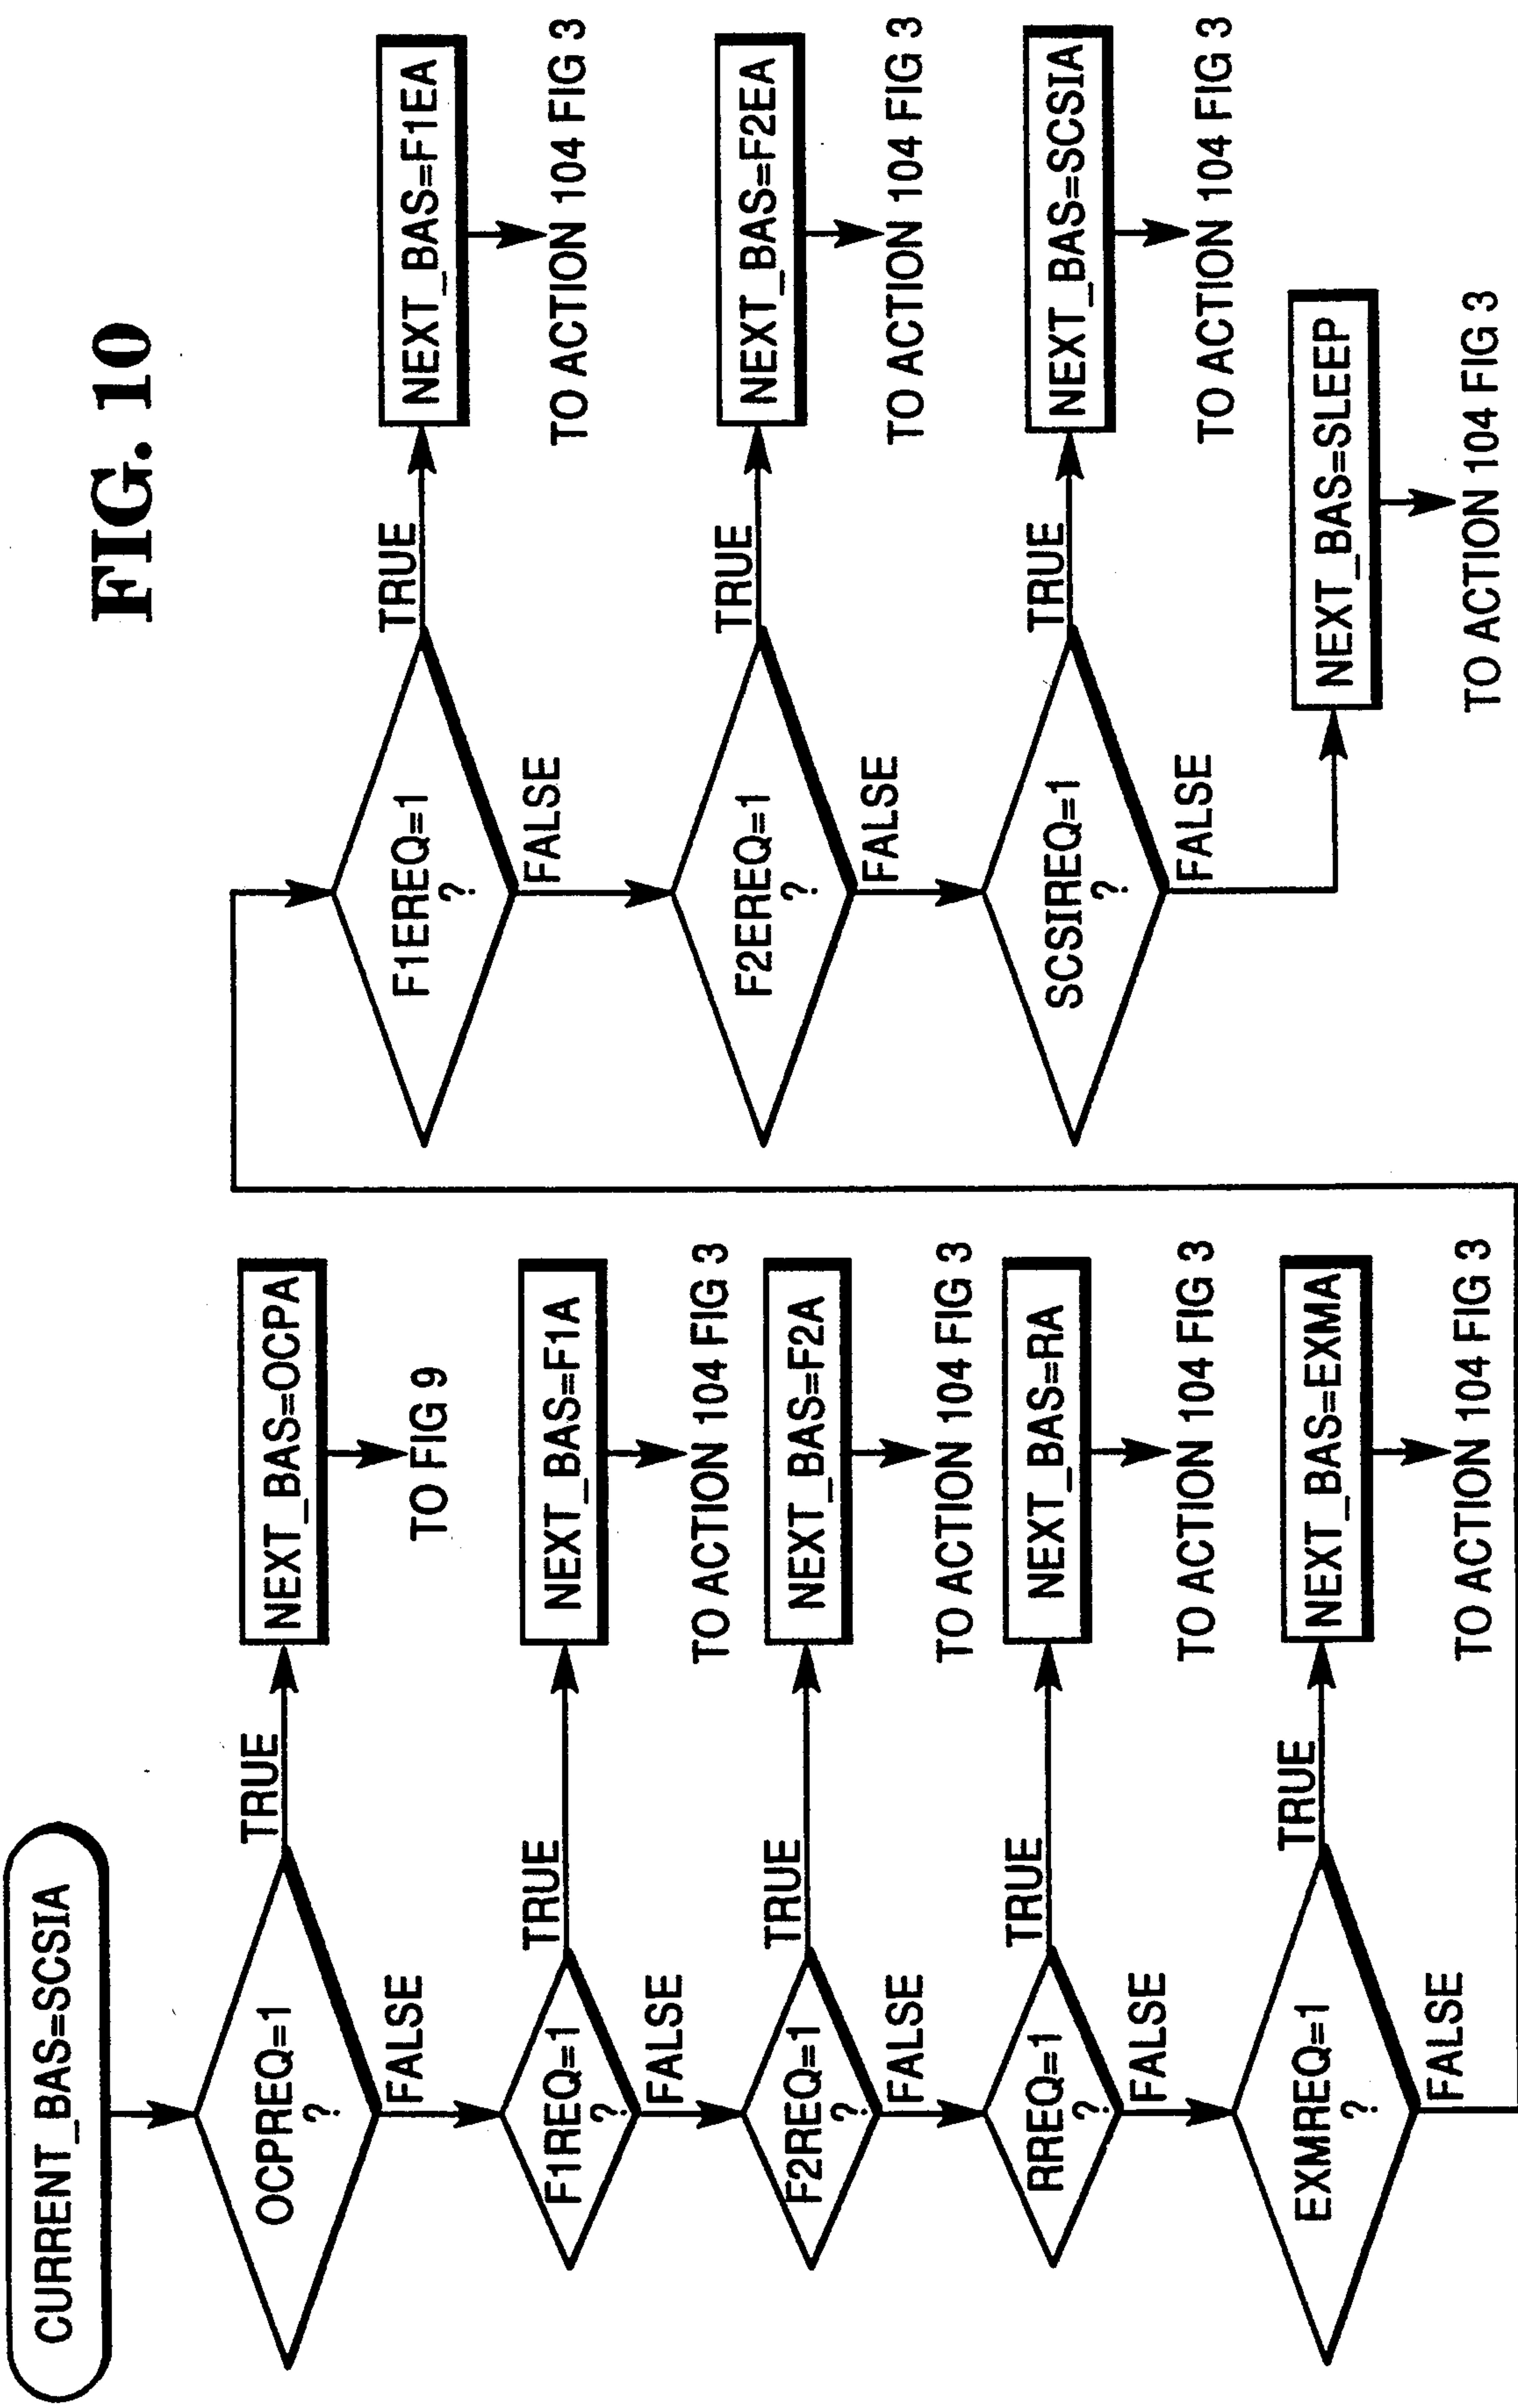 FIG. 10
CURRENT_BAS=SCSIA
OCPREQ=1
?
TRUE
NEXT_BAS=OCPA
TO FIG 9
FALSE
F1REQ=1
?
TRUE
NEXT_BAS=F1A
TO ACTION 104 FIG 3
FALSE
F2REQ=1
?
TRUE
NEXT_BAS=F2A
TO ACTION 104 FIG 3
FALSE
RREQ=1
?
TRUE
NEXT_BAS=RA
TO ACTION 104 FIG 3
FALSE
EXMREQ=1
?
TRUE
NEXT_BAS=EXMA
TO ACTION 104 FIG 3
FALSE
F1EREQ=1
?
TRUE
NEXT_BAS=F1EA
TO ACTION 104 FIG 3
FALSE
F2EREQ=1
?
TRUE
NEXT_BAS=F2EA
TO ACTION 104 FIG 3
FALSE
SCSIREQ=1
?
TRUE
NEXT_BAS=SCSIA
TO ACTION 104 FIG 3
FALSE
NEXT_BAS=SLEEP
TO ACTION 104 FIG 3